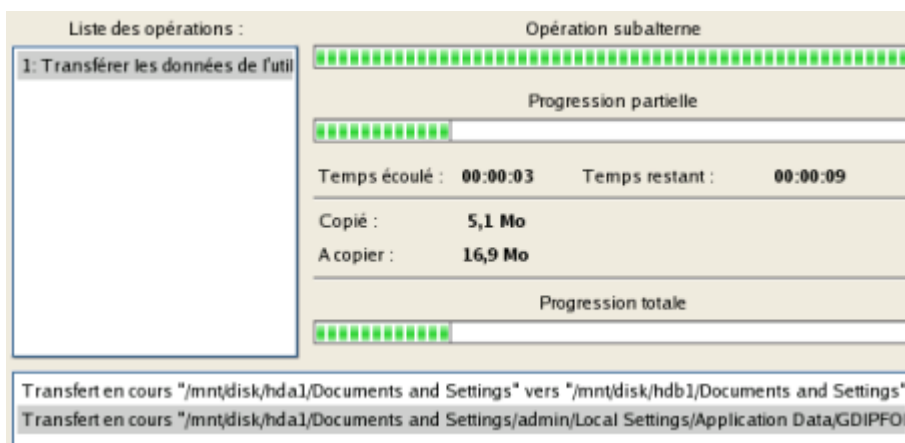 Liste des opérations :
1: Transférer les données de l'util
Opération subalterne
Progression partielle
Temps écoulé : 00:00:03 Temps restant : 00:00:09
Copié : 5,1 Mo
A copier : 16,9 Mo
Progression totale
Transfert en cours "/mnt/disk/hda1/Documents and Settings" vers "/mnt/disk/hdb1/Documents and Settings"
Transfert en cours "/mnt/disk/hda1/Documents and Settings/admin/Local Settings/Application Data/GDIPFO